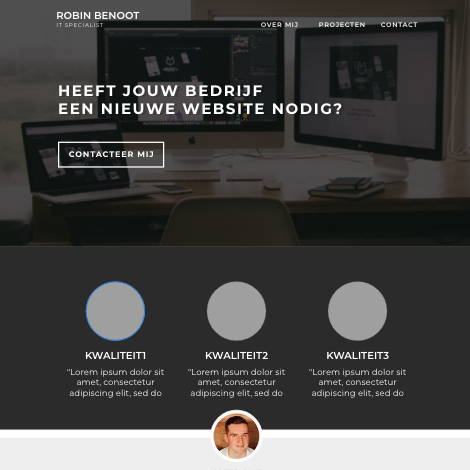 ROBIN BENOOT
IT SPECIALIST
OVER MIJ PROJECTEN CONTACT
HEEFT JOUW BEDRIJF
EEN NIEUWE WEBSITE NODIG?
CONTACTEER MIJ
KWALITEIT1
"Lorem ipsum dolor sit
amet, consectetur
adipiscing elit, sed do
KWALITEIT2
"Lorem ipsum dolor sit
amet, consectetur
adipiscing elit, sed do
KWALITEIT3
"Lorem ipsum dolor sit
amet, consectetur
adipiscing elit, sed do